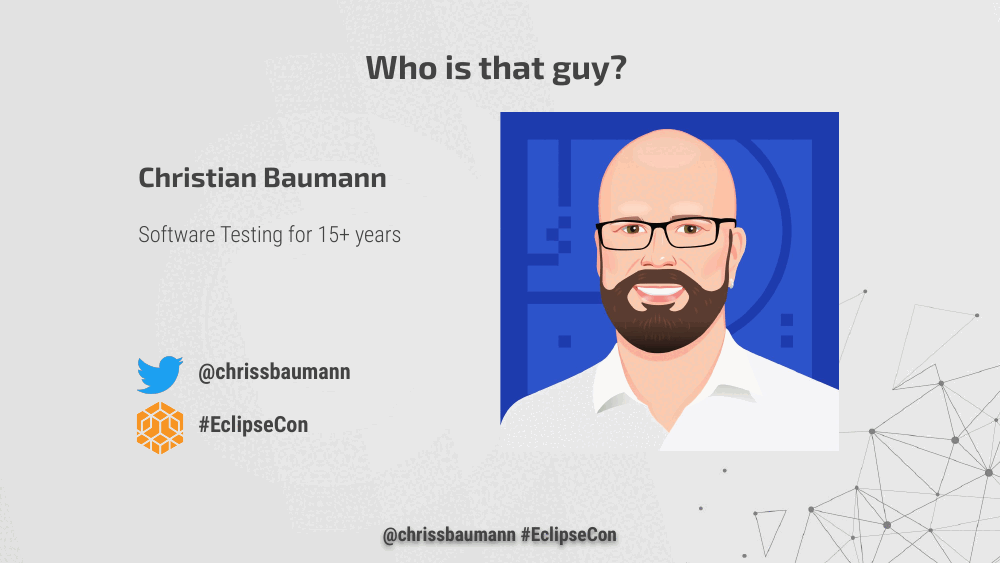 Who is that guy?
Christian Baumann
Software Testing for 15+ years
@chrissbaumann
#EclipseCon
@chrissbaumann #EclipseCon